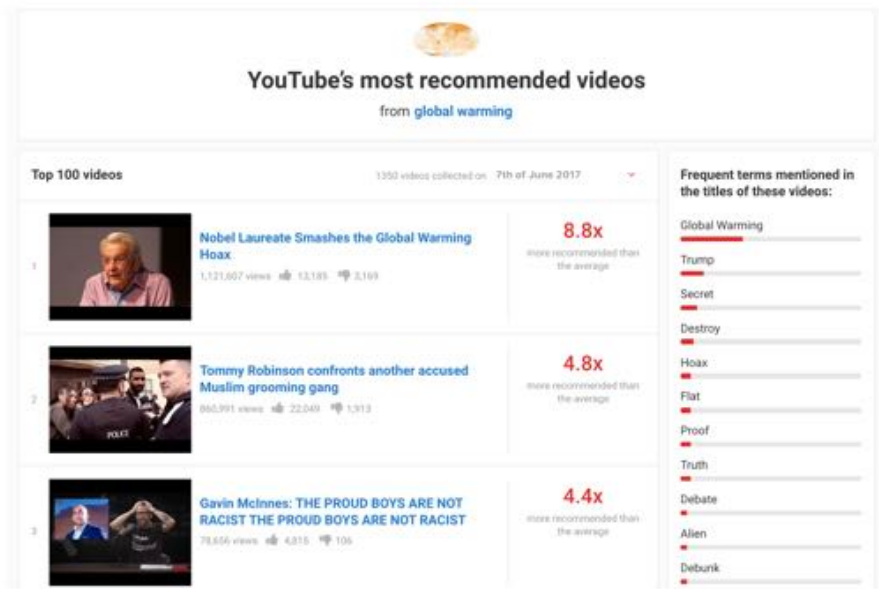 YouTube's most recommended videos
from global warming
Top 100 videos
1350 videos collected on 7th of June 2017
1
Nobel Laureate Smashes the Global Warming
Hoax
1,121,607 views 13,185 3,169
8.8x
more recommended than
the average
2
POLICE
Tommy Robinson confronts another accused
Muslim grooming gang
860,991 views 22,049 1,913
4.8x
more recommended than
the average
3
Gavin McInnes: THE PROUD BOYS ARE NOT
RACIST THE PROUD BOYS ARE NOT RACIST
78,656 views 4,815 106
4.4x
more recommended than
the average
Frequent terms mentioned in
the titles of these videos:
Global Warming
Trump
Secret
Destroy
Hoax
Flat
Proof
Truth
Debate
Alien
Debunk